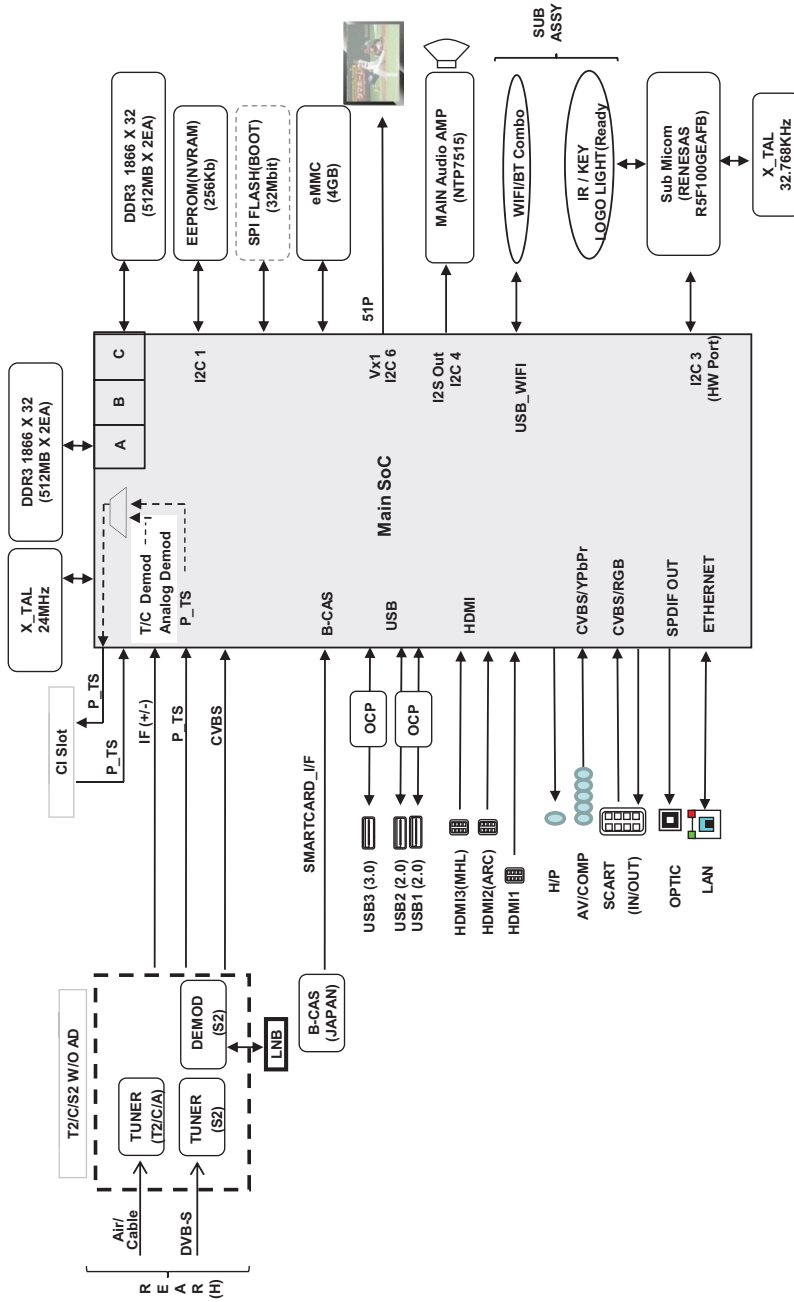 REAR
(H)
Air/
Cable
DVB-S
T2/C/S2 W/O AD
TUNER
(T2/C/A)
TUNER
(S2)
DEMOD
(S2)
LNB
CI Slot
P_TS
P_TS
IF (+/-)
P_TS
CVBS
X_TAL
24MHz
DDR3 1866 X 32
(512MB X 2EA)
A
B
C
T/C Demod
Analog Demod
P_TS
DDR3 1866 X 32
(512MB X 2EA)
I2C 1
EEPROM(NVRAM)
(256Kb)
SPI FLASH(BOOT)
(32Mbit)
eMMC
(4GB)
B-CAS
(JAPAN)
SMARTCARD_I/F
B-CAS
Main SoC
Vx1
I2C 6
51P
USB3 (3.0)
OCP
USB2 (2.0)
USB1 (2.0)
OCP
USB
I2S Out
I2C 4
MAIN Audio AMP
(NTP7515)
HDMI3(MHL)
HDMI2(ARC)
HDMI1
HDMI
USB_WIFI
WIFI/BT Combo
SUB
ASSY
IR / KEY
LOGO LIGHT(Ready
H/P
AV/COMP
CVBS/YPbPr
SCART
(IN/OUT)
CVBS/RGB
OPTIC
SPDIF OUT
LAN
ETHERNET
I2C 3
(HW Port)
Sub Micom
(RENESAS
R5F100GEAFB)
X_TAL
32.768KHz